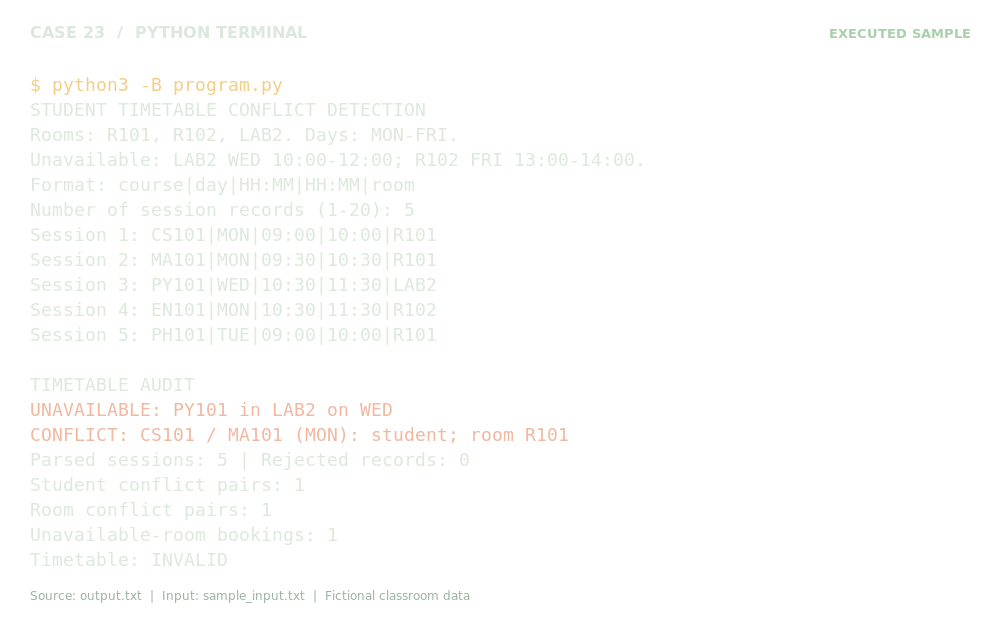 CASE 23 / PYTHON TERMINAL
EXECUTED SAMPLE
$ python3 -B program.py
STUDENT TIMETABLE CONFLICT DETECTION
Rooms: R101, R102, LAB2. Days: MON-FRI.
Unavailable: LAB2 WED 10:00-12:00; R102 FRI 13:00-14:00.
Format: course|day|HH:MM|HH:MM|room
Number of session records (1-20): 5
Session 1: CS101|MON|09:00|10:00|R101
Session 2: MA101|MON|09:30|10:30|R101
Session 3: PY101|WED|10:30|11:30|LAB2
Session 4: EN101|MON|10:30|11:30|R102
Session 5: PH101|TUE|09:00|10:00|R101
TIMETABLE AUDIT
UNAVAILABLE: PY101 in LAB2 on WED
CONFLICT: CS101 / MA101 (MON): student; room R101
Parsed sessions: 5 | Rejected records: 0
Student conflict pairs: 1
Room conflict pairs: 1
Unavailable-room bookings: 1
Timetable: INVALID
Source: output.txt | Input: sample_input.txt | Fictional classroom data